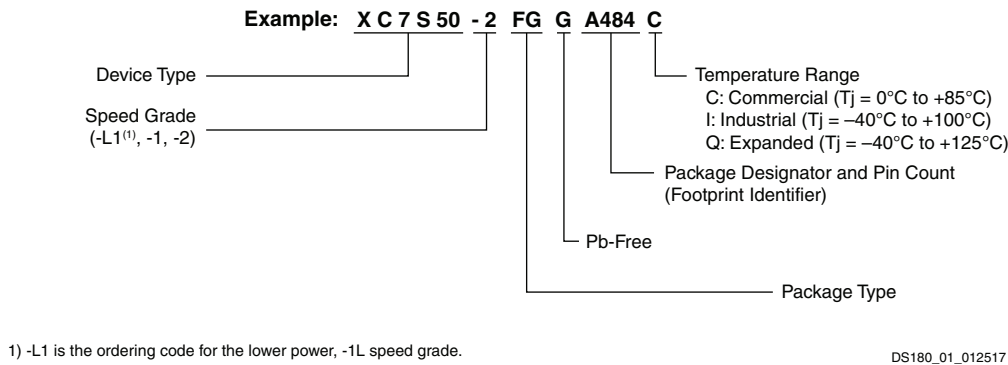 Example: X C 7 S 50 - 2 FG G A484 C
Device Type
Speed Grade
(-L1(1), -1, -2)
Temperature Range
C: Commercial (Tj = 0°C to +85°C)
I: Industrial (Tj = –40°C to +100°C)
Q: Expanded (Tj = –40°C to +125°C)
Package Designator and Pin Count
(Footprint Identifier)
Pb-Free
Package Type
1) -L1 is the ordering code for the lower power, -1L speed grade.
DS180_01_012517